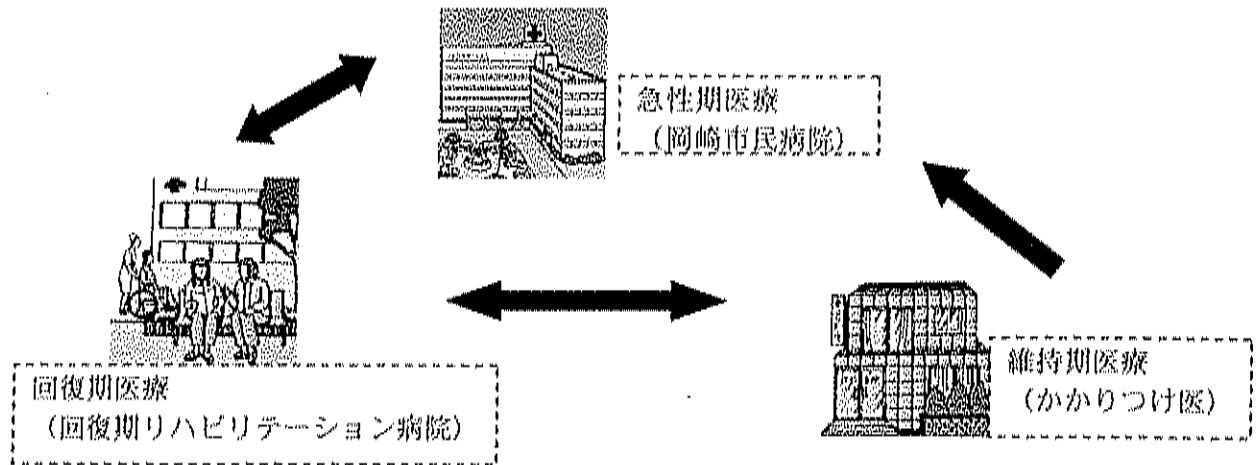 急性期医療
（岡崎市民病院）
回復期医療
（回復期リハビリテーション病院）
維持期医療
（かかりつけ医）